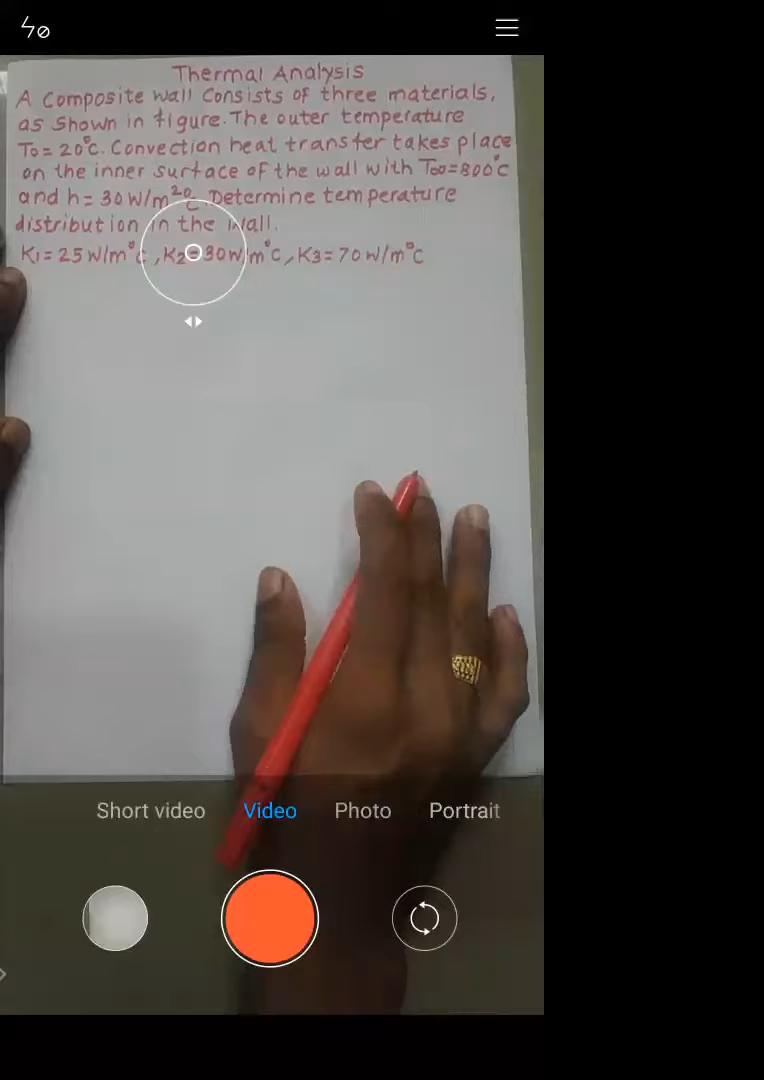 Thermal Analysis
A Composite wall Consists of three materials,
as Shown in figure. The outer temperature
To = 20°C. Convection heat transfer takes place
on the inner surface of the wall with T∞=800°C
and h = 30 W/m²°C. Determine temperature
distribution in the Wall.
K1 = 25 W/m°C, K2 = 30 W/m°C, K3 = 70 W/m°C
Short video Video Photo Portrait